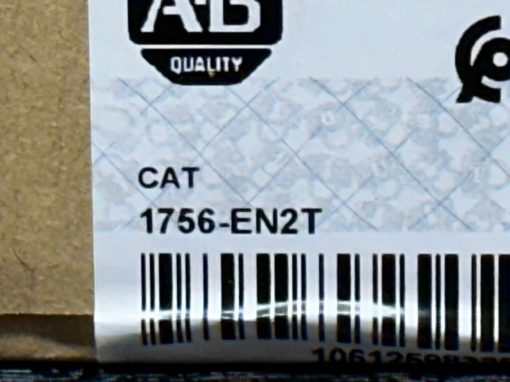 A-B
QUALITY
CAT
1756-EN2T